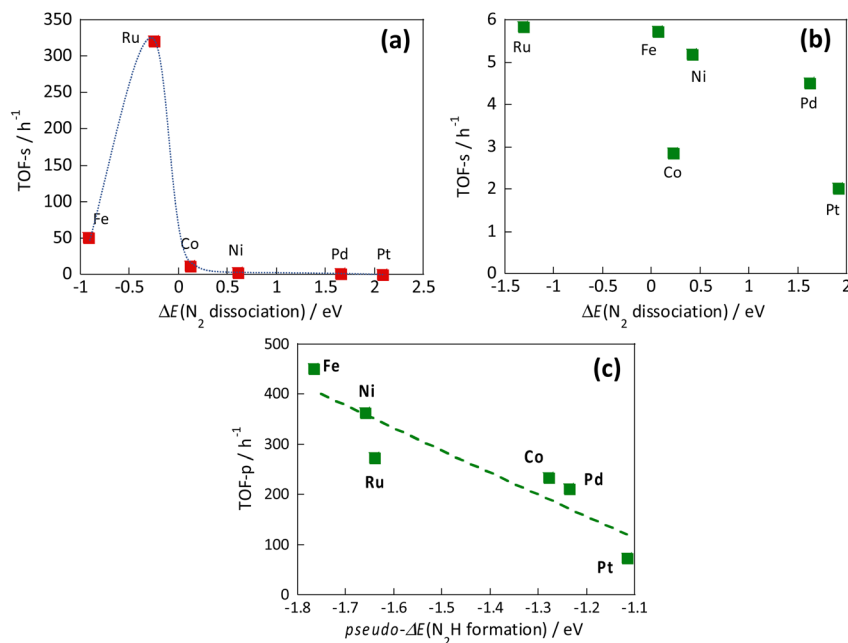 (a)
TOF-s / h⁻¹
350
300
250
200
150
100
50
0
Ru
Fe
Co
Ni
Pd
Pt
-1
-0.5
0
0.5
1
1.5
2
2.5
ΔE(N₂ dissociation) / eV
(b)
TOF-s / h⁻¹
6
5
4
3
2
1
0
Ru
Fe
Ni
Co
Pd
Pt
-1.5
-1
-0.5
0
0.5
1
1.5
2
ΔE(N₂ dissociation) / eV
(c)
TOF-p / h⁻¹
500
400
300
200
100
0
Fe
Ni
Ru
Co
Pd
Pt
-1.8
-1.7
-1.6
-1.5
-1.4
-1.3
-1.2
-1.1
pseudo-ΔE(N₂H formation) / eV